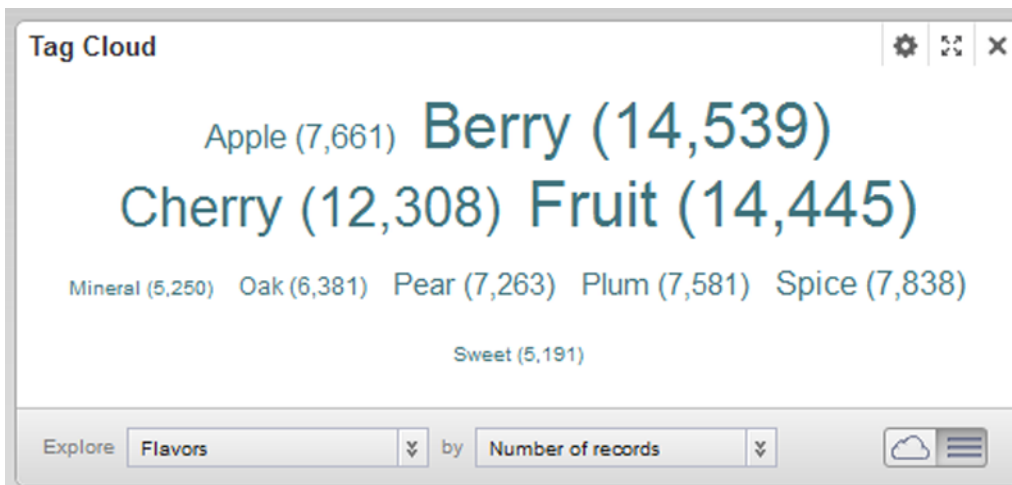 Tag Cloud
Apple (7,661) Berry (14,539)
Cherry (12,308) Fruit (14,445)
Mineral (5,250) Oak (6,381) Pear (7,263) Plum (7,581) Spice (7,838)
Sweet (5,191)
Explore Flavors by Number of records